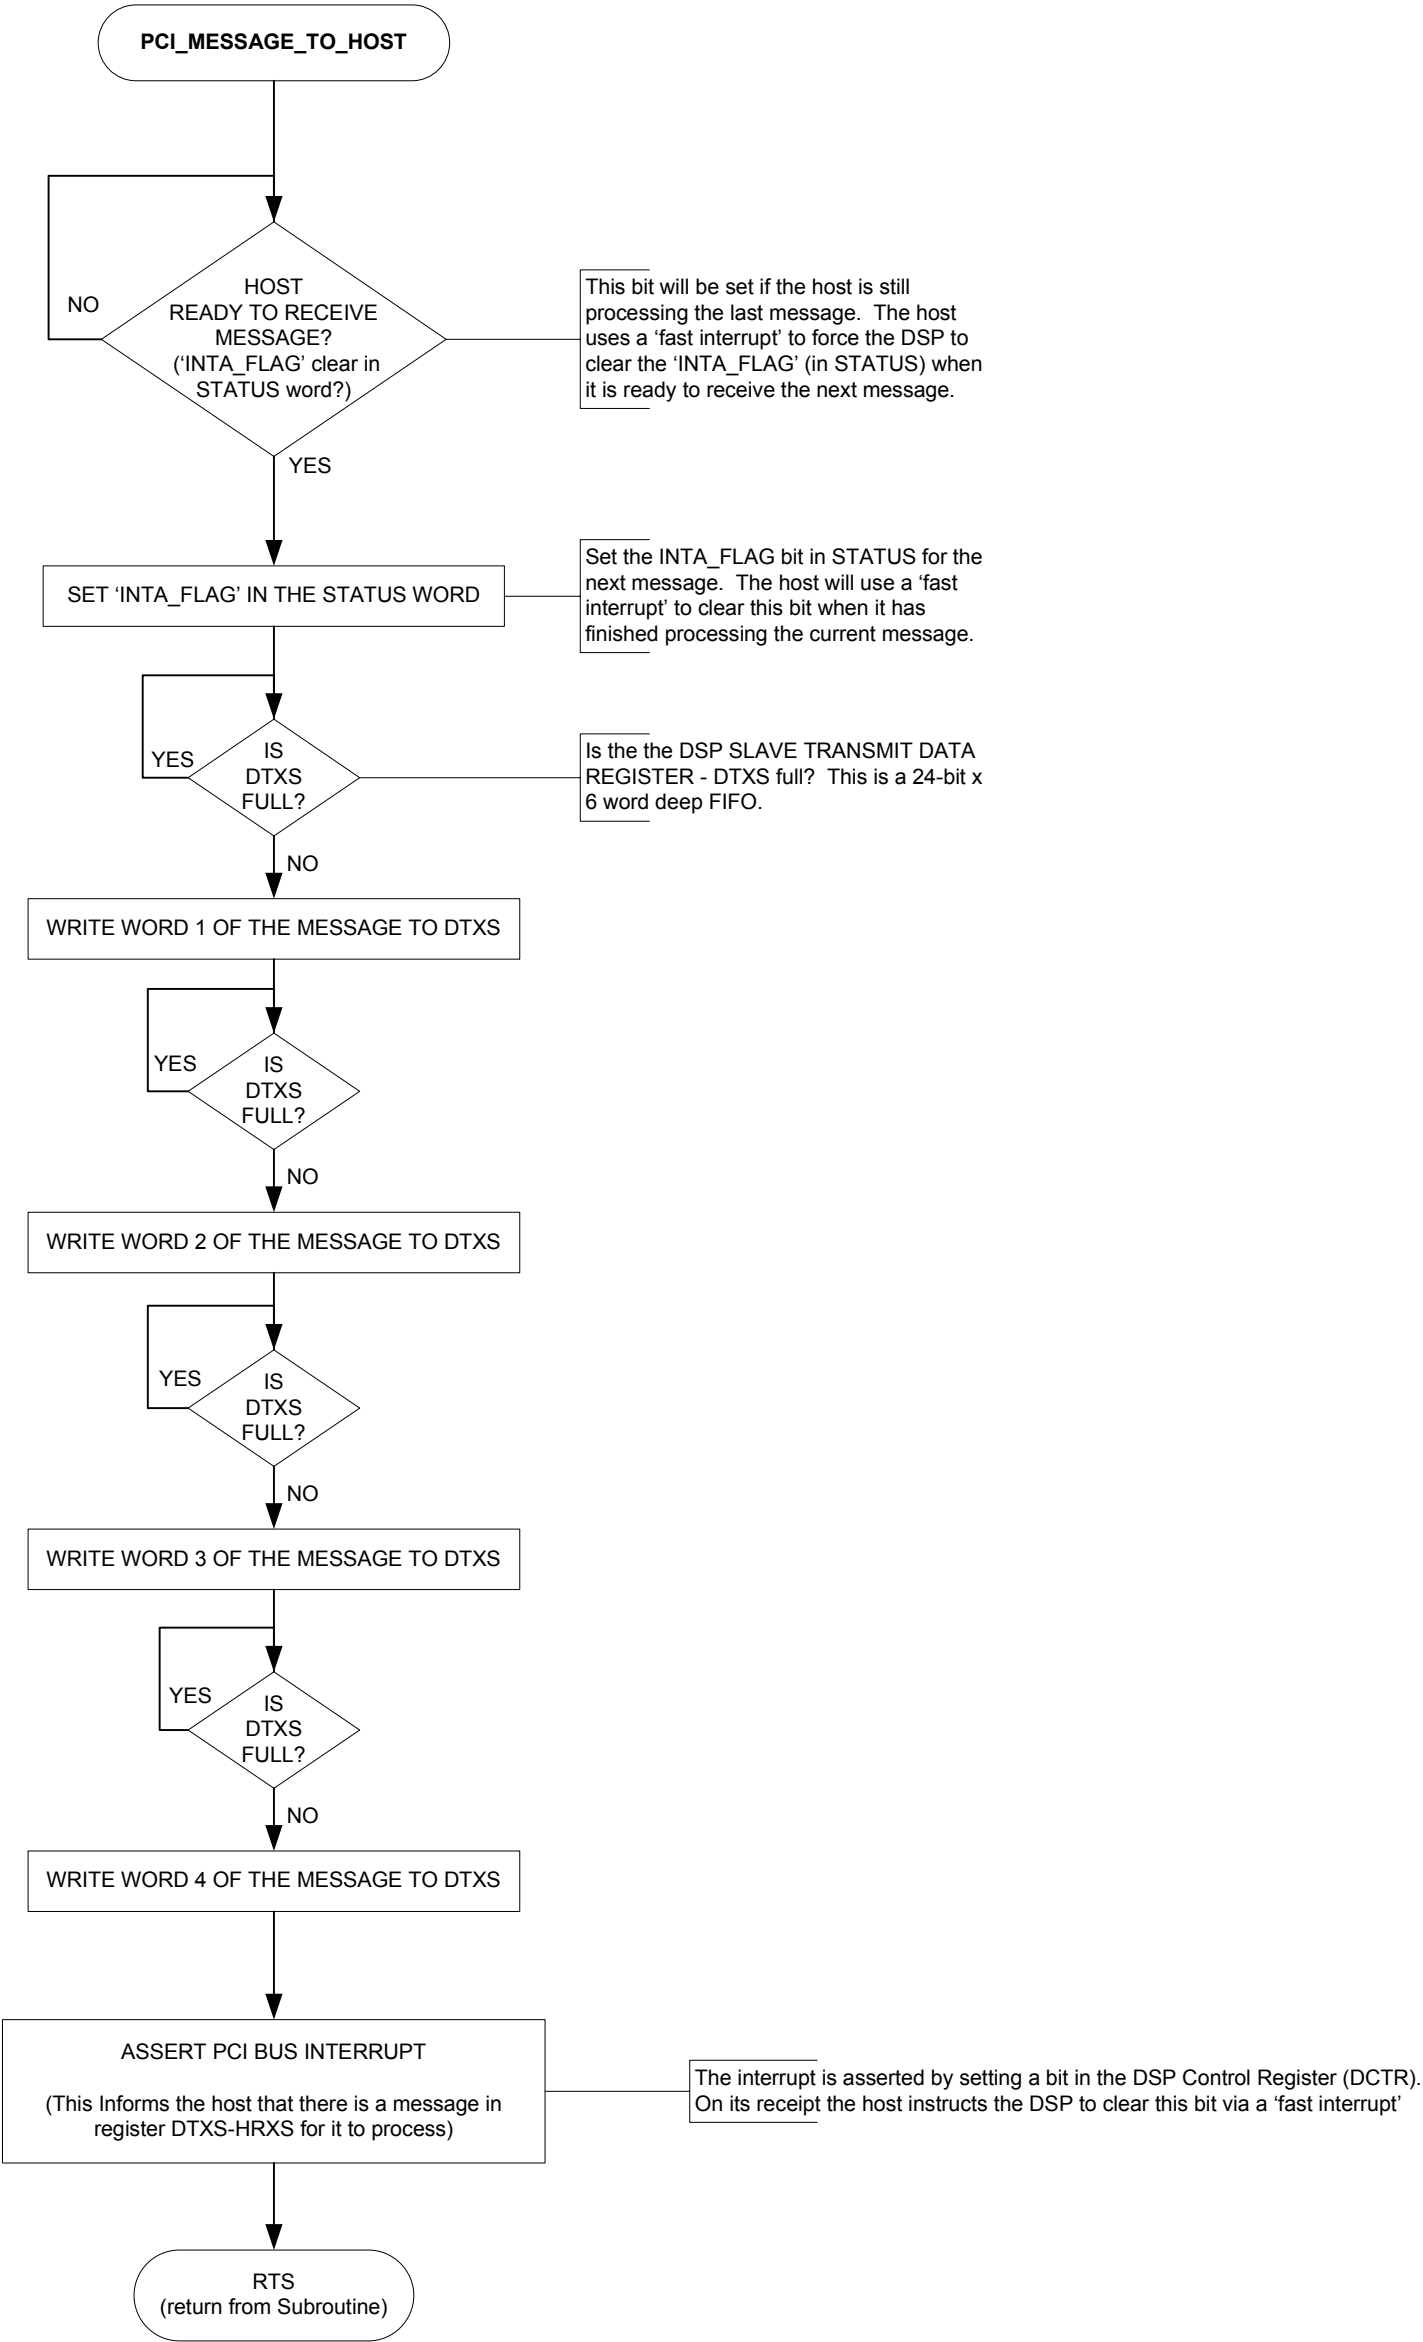 PCI_MESSAGE_TO_HOST
HOST
READY TO RECEIVE
MESSAGE?
(‘INTA_FLAG’ clear in
STATUS word?)
NO
This bit will be set if the host is still
processing the last message.  The host
uses a ‘fast interrupt’ to force the DSP to
clear the ‘INTA_FLAG’ (in STATUS) when
it is ready to receive the next message.
YES
SET ‘INTA_FLAG’ IN THE STATUS WORD
Set the INTA_FLAG bit in STATUS for the
next message.  The host will use a ‘fast
interrupt’ to clear this bit when it has
finished processing the current message.
YES
IS
DTXS
FULL?
Is the the DSP SLAVE TRANSMIT DATA
REGISTER - DTXS full?  This is a 24-bit x
6 word deep FIFO.
NO
WRITE WORD 1 OF THE MESSAGE TO DTXS
YES
IS
DTXS
FULL?
NO
WRITE WORD 2 OF THE MESSAGE TO DTXS
YES
IS
DTXS
FULL?
NO
WRITE WORD 3 OF THE MESSAGE TO DTXS
YES
IS
DTXS
FULL?
NO
WRITE WORD 4 OF THE MESSAGE TO DTXS
ASSERT PCI BUS INTERRUPT
(This Informs the host that there is a message in
register DTXS-HRXS for it to process)
The interrupt is asserted by setting a bit in the DSP Control Register (DCTR).
On its receipt the host instructs the DSP to clear this bit via a ‘fast interrupt’
RTS
(return from Subroutine)